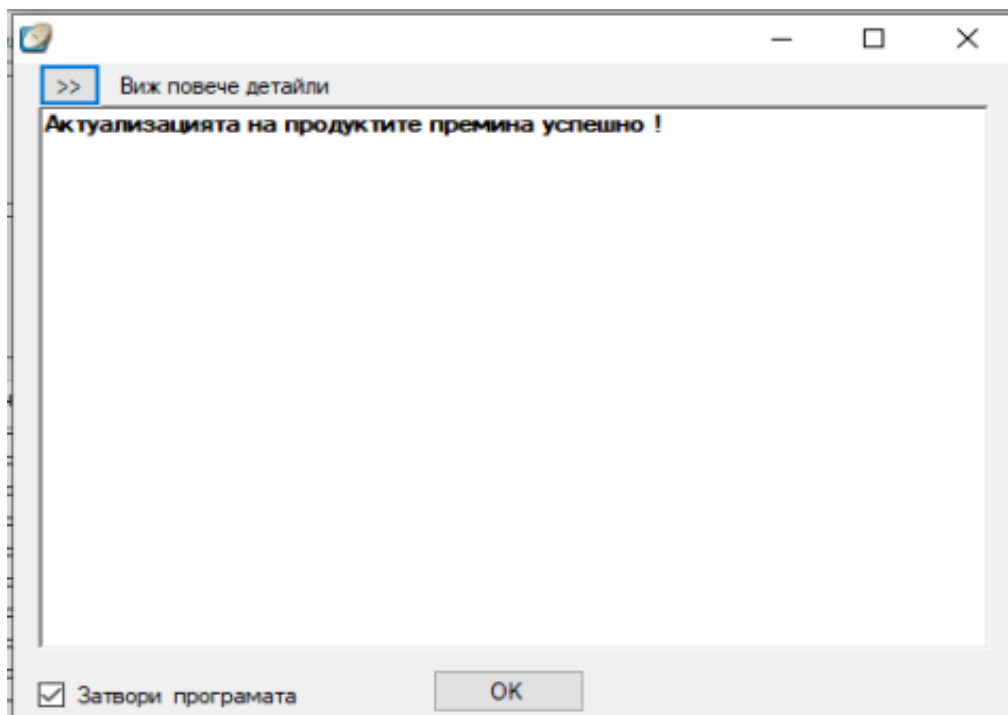 >> Виж повече детайли
Актуализацията на продуктите премина успешно !
Затвори програмата
OK